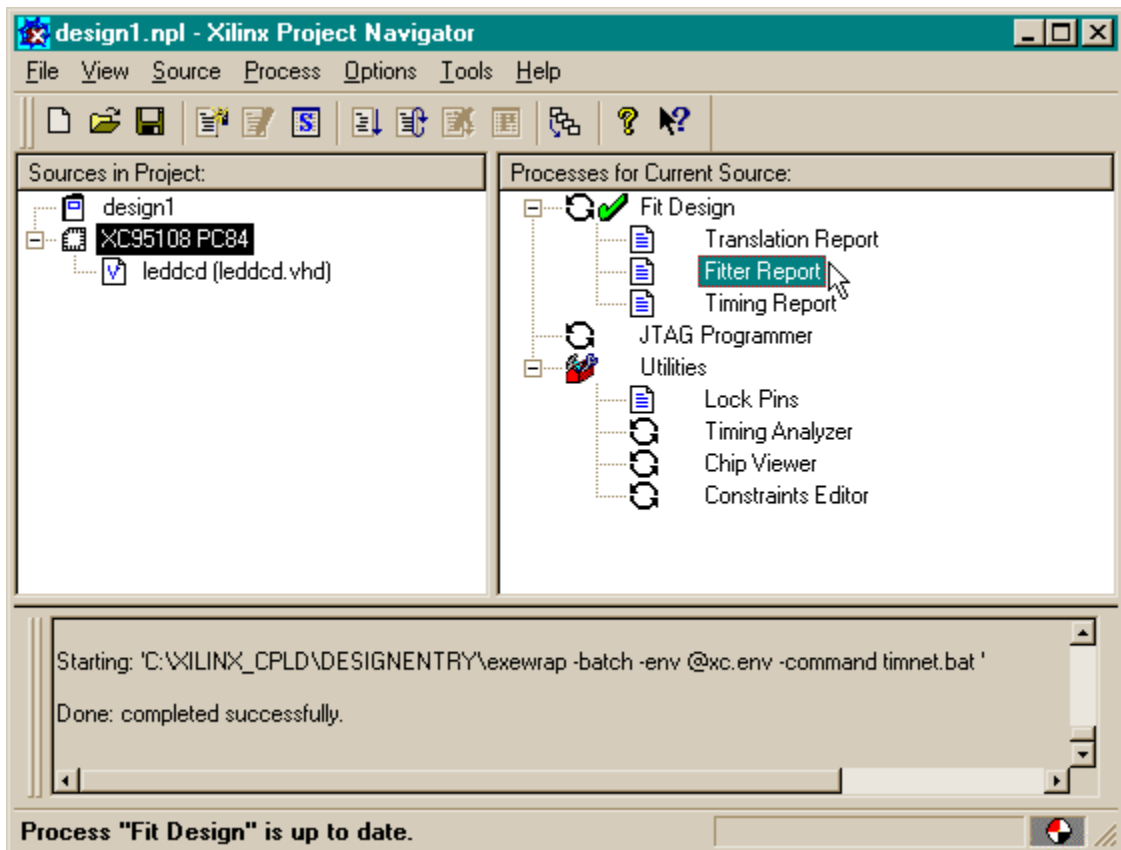 design1.npl - Xilinx Project Navigator
File View Source Process Options Tools Help
Sources in Project:
design1
XC95108 PC84
leddcd (leddcd.vhd)
Processes for Current Source:
Fit Design
Translation Report
Fitter Report
Timing Report
JTAG Programmer
Utilities
Lock Pins
Timing Analyzer
Chip Viewer
Constraints Editor
Starting: 'C:\XILINX_CPLD\DESIGNENTRY\exewrap -batch -env @xc.env -command timnet.bat '
Done: completed successfully.
Process "Fit Design" is up to date.